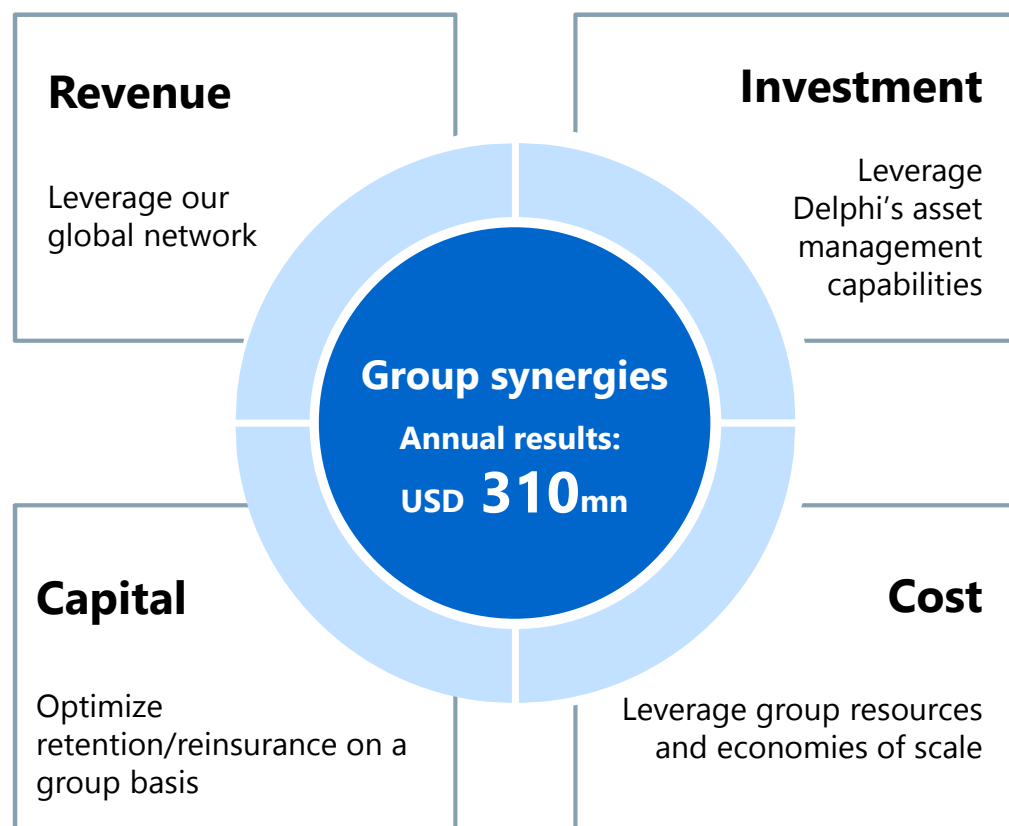 Revenue
Leverage our
global network
Investment
Leverage
Delphi’s asset
management
capabilities
Group synergies
Annual results:
USD 310mn
Capital
Optimize
retention/reinsurance on a
group basis
Cost
Leverage group resources
and economies of scale